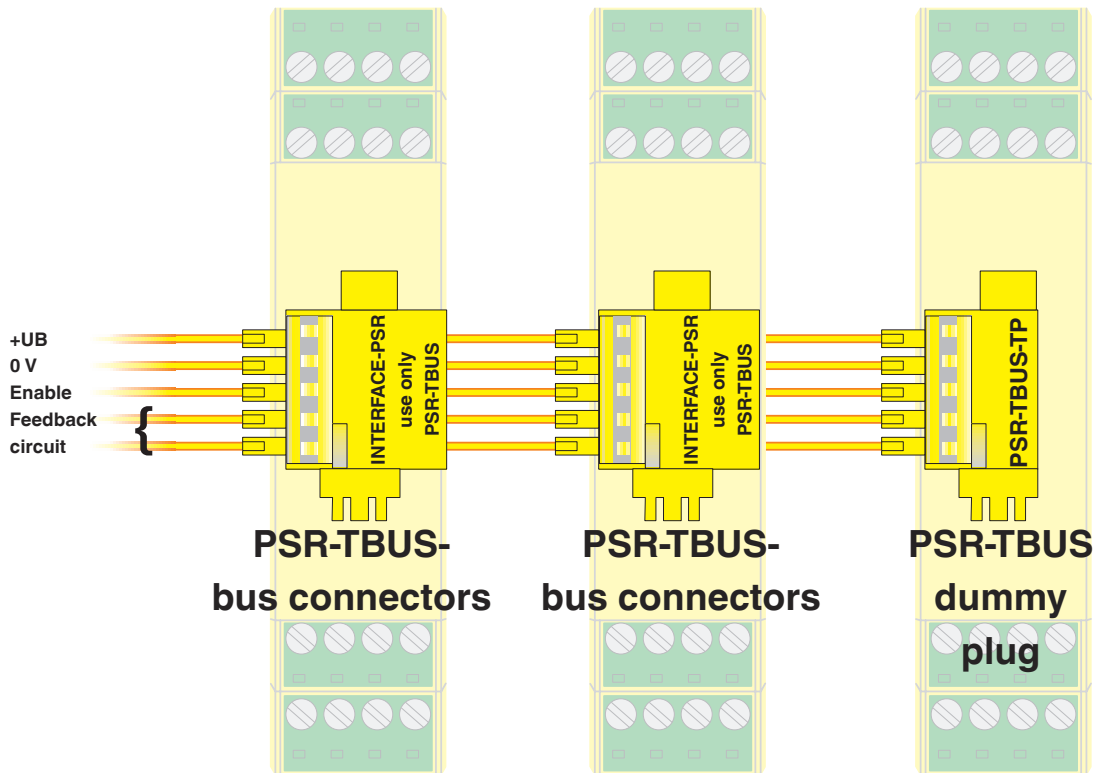 +UB
0 V
Enable
Feedback
circuit
{
INTERFACE-PSR
use only
PSR-TBUS
INTERFACE-PSR
use only
PSR-TBUS
PSR-TBUS-TP
PSR-TBUS-
bus connectors
PSR-TBUS-
bus connectors
PSR-TBUS
dummy
plug